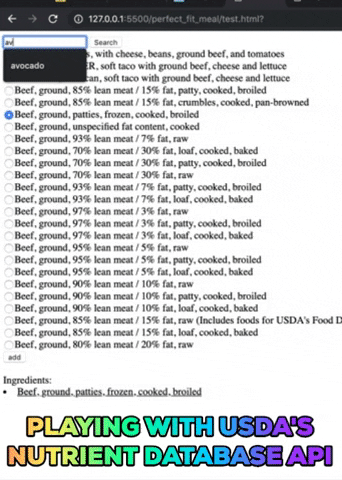 127.0.0.1:5500/perfect_fit_meal/test.html?
av
Search
avocado
with cheese, beans, ground beef, and tomatoes
soft taco with ground beef, cheese and lettuce
soft taco with ground beef, cheese and lettuce
Beef, ground, 85% lean meat / 15% fat, patty, cooked, broiled
Beef, ground, 85% lean meat / 15% fat, crumbles, cooked, pan-browned
Beef, ground, patties, frozen, cooked, broiled
Beef, ground, unspecified fat content, cooked
Beef, ground, 93% lean meat / 7% fat, raw
Beef, ground, 70% lean meat / 30% fat, loaf, cooked, baked
Beef, ground, 70% lean meat / 30% fat, patty, cooked, broiled
Beef, ground, 70% lean meat / 30% fat, raw
Beef, ground, 93% lean meat / 7% fat, patty, cooked, broiled
Beef, ground, 93% lean meat / 7% fat, loaf, cooked, baked
Beef, ground, 97% lean meat / 3% fat, raw
Beef, ground, 97% lean meat / 3% fat, patty, cooked, broiled
Beef, ground, 97% lean meat / 3% fat, loaf, cooked, baked
Beef, ground, 95% lean meat / 5% fat, raw
Beef, ground, 95% lean meat / 5% fat, patty, cooked, broiled
Beef, ground, 95% lean meat / 5% fat, loaf, cooked, baked
Beef, ground, 90% lean meat / 10% fat, raw
Beef, ground, 90% lean meat / 10% fat, patty, cooked, broiled
Beef, ground, 90% lean meat / 10% fat, loaf, cooked, baked
Beef, ground, 85% lean meat / 15% fat, raw (Includes foods for USDA's Food D
Beef, ground, 85% lean meat / 15% fat, loaf, cooked, baked
Beef, ground, 80% lean meat / 20% fat, raw
add
Ingredients:
• Beef, ground, patties, frozen, cooked, broiled
PLAYING WITH USDA'S
NUTRIENT DATABASE API